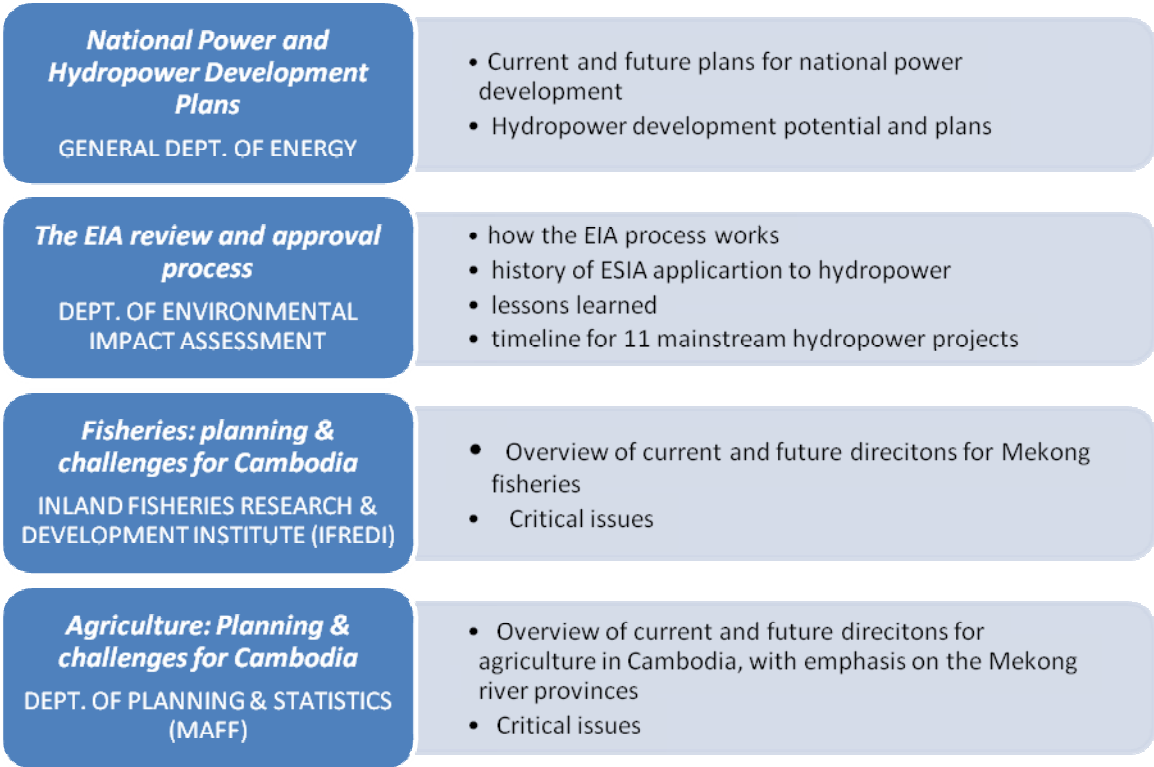 National Power and
Hydropower Development
Plans
GENERAL DEPT. OF ENERGY
• Current and future plans for national power
development
• Hydropower development potential and plans
The EIA review and approval
process
DEPT. OF ENVIRONMENTAL
IMPACT ASSESSMENT
• how the EIA process works
• history of ESIA applicartion to hydropower
• lessons learned
• timeline for 11 mainstream hydropower projects
Fisheries: planning &
challenges for Cambodia
INLAND FISHERIES RESEARCH &
DEVELOPMENT INSTITUTE (IFREDI)
• Overview of current and future direcitons for Mekong
fisheries
• Critical issues
Agriculture: Planning &
challenges for Cambodia
DEPT. OF PLANNING & STATISTICS
(MAFF)
• Overview of current and future direcitons for
agriculture in Cambodia, with emphasis on the Mekong
river provinces
• Critical issues